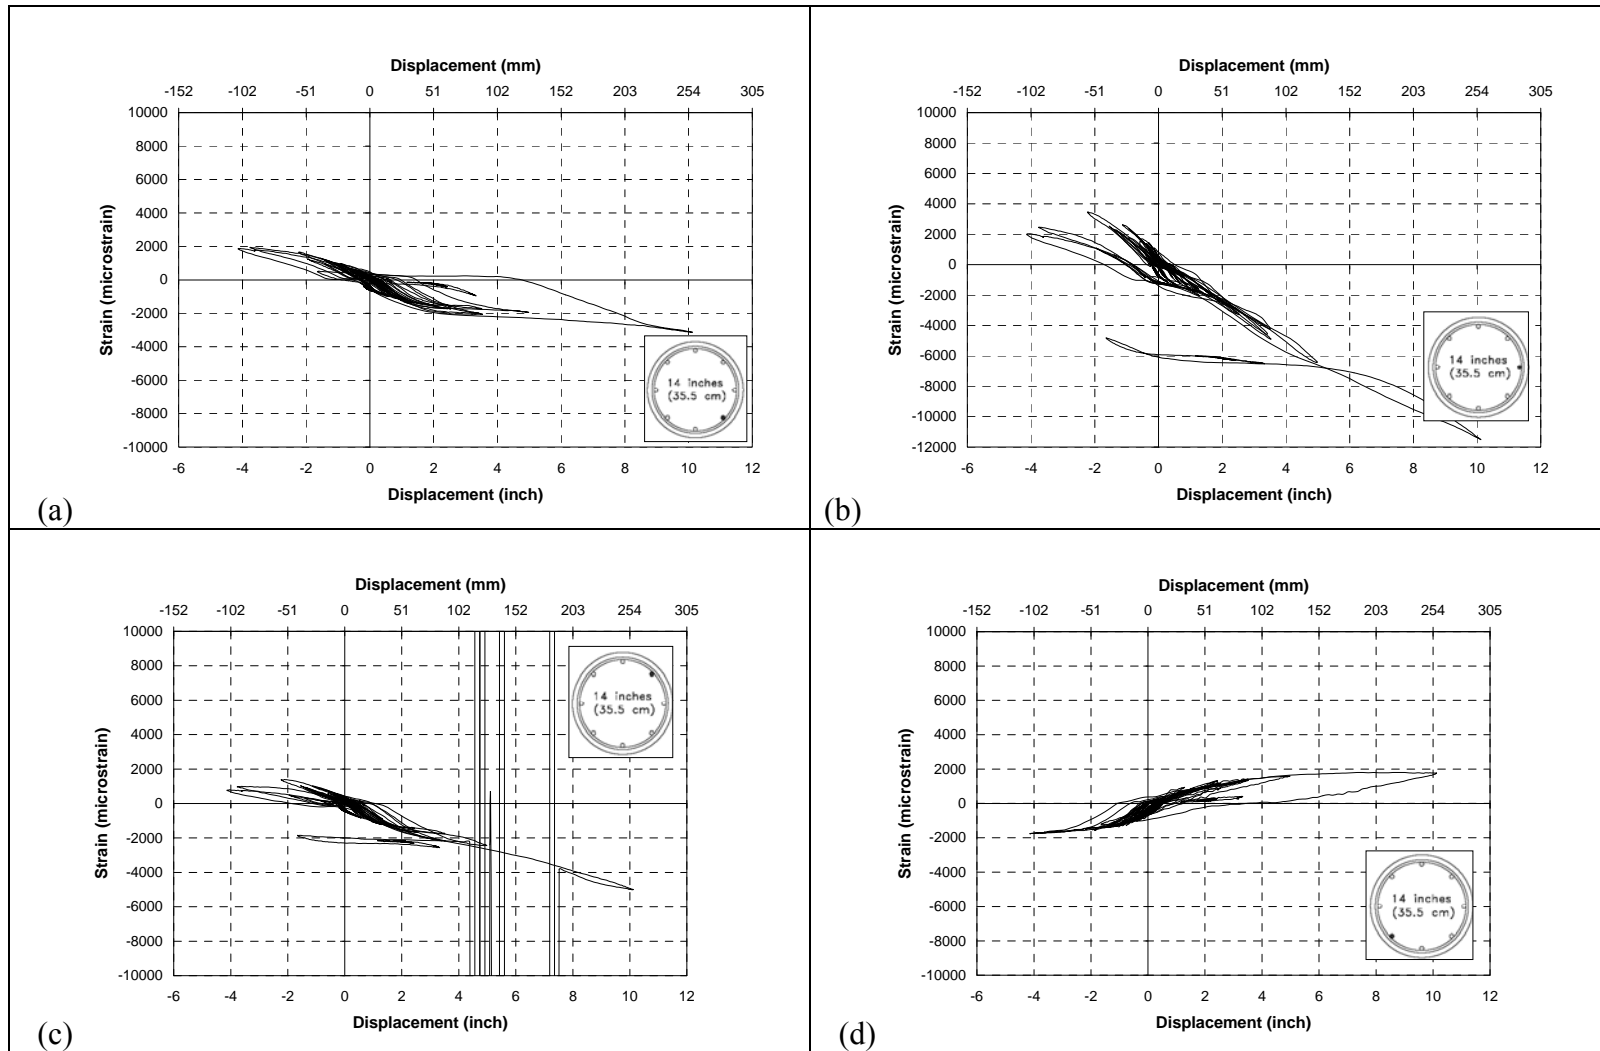 Displacement (mm)
-152 -102 -51 0 51 102 152 203 254 305
10000
8000
6000
4000
2000
0
-2000
-4000
-6000
-8000
-10000
Strain (microstrain)
14 inches
(35.5 cm)
-6 -4 -2 0 2 4 6 8 10 12
Displacement (inch)
(a)
Displacement (mm)
-152 -102 -51 0 51 102 152 203 254 305
10000
8000
6000
4000
2000
0
-2000
-4000
-6000
-8000
-10000
-12000
Strain (microstrain)
14 inches
(35.5 cm)
-6 -4 -2 0 2 4 6 8 10 12
Displacement (inch)
(b)
Displacement (mm)
-152 -102 -51 0 51 102 152 203 254 305
10000
8000
6000
4000
2000
0
-2000
-4000
-6000
-8000
-10000
Strain (microstrain)
14 inches
(35.5 cm)
-6 -4 -2 0 2 4 6 8 10 12
Displacement (inch)
(c)
Displacement (mm)
-152 -102 -51 0 51 102 152 203 254 305
10000
8000
6000
4000
2000
0
-2000
-4000
-6000
-8000
-10000
Strain (microstrain)
14 inches
(35.5 cm)
-6 -4 -2 0 2 4 6 8 10 12
Displacement (inch)
(d)